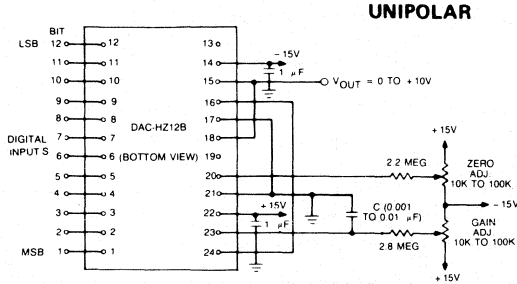 UNIPOLAR
BIT
LSB 12 12 13
11 11 14 - 15V
1 μF
10 10 15 VOUT = 0 TO +10V
9 9 16
8 DAC-HZ12B 17
8
DIGITAL
INPUTS
7 7 18
6 6 (BOTTOM VIEW) 19
5 5 20
4 4 21
3 3 22 + 15V
1 μF
2 2 23
MSB 1 1 24
2.2 MEG
C (0.001
TO 0.01 μF)
2.8 MEG
+ 15V
ZERO
ADJ.
10K TO 100K
- 15V
GAIN
ADJ
10K TO 100K
+ 15V